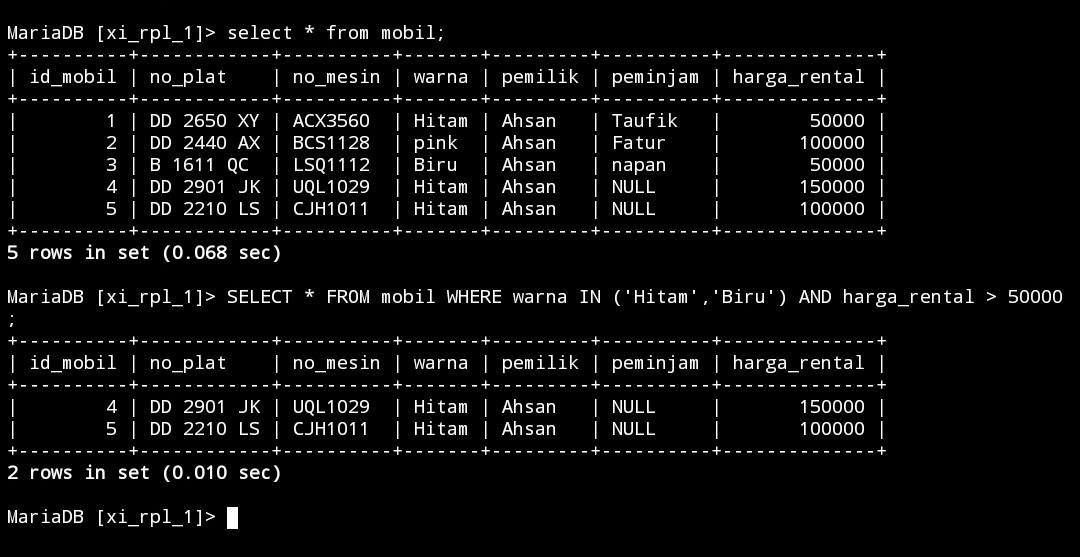 MariaDB [xi_rpl_1]> select * from mobil;
+----------+------------+----------+-------+---------+----------+--------------+
| id_mobil | no_plat    | no_mesin | warna | pemilik | peminjam | harga_rental |
+----------+------------+----------+-------+---------+----------+--------------+
|        1 | DD 2650 XY | ACX3560  | Hitam | Ahsan   | Taufik   |        50000 |
|        2 | DD 2440 AX | BCS1128  | pink  | Ahsan   | Fatur    |       100000 |
|        3 | B 1611 QC  | LSQ1112  | Biru  | Ahsan   | napan    |        50000 |
|        4 | DD 2901 JK | UQL1029  | Hitam | Ahsan   | NULL     |       150000 |
|        5 | DD 2210 LS | CJH1011  | Hitam | Ahsan   | NULL     |       100000 |
+----------+------------+----------+-------+---------+----------+--------------+
5 rows in set (0.068 sec)

MariaDB [xi_rpl_1]> SELECT * FROM mobil WHERE warna IN ('Hitam','Biru') AND harga_rental > 50000
;
+----------+------------+----------+-------+---------+----------+--------------+
| id_mobil | no_plat    | no_mesin | warna | pemilik | peminjam | harga_rental |
+----------+------------+----------+-------+---------+----------+--------------+
|        4 | DD 2901 JK | UQL1029  | Hitam | Ahsan   | NULL     |       150000 |
|        5 | DD 2210 LS | CJH1011  | Hitam | Ahsan   | NULL     |       100000 |
+----------+------------+----------+-------+---------+----------+--------------+
2 rows in set (0.010 sec)

MariaDB [xi_rpl_1]>